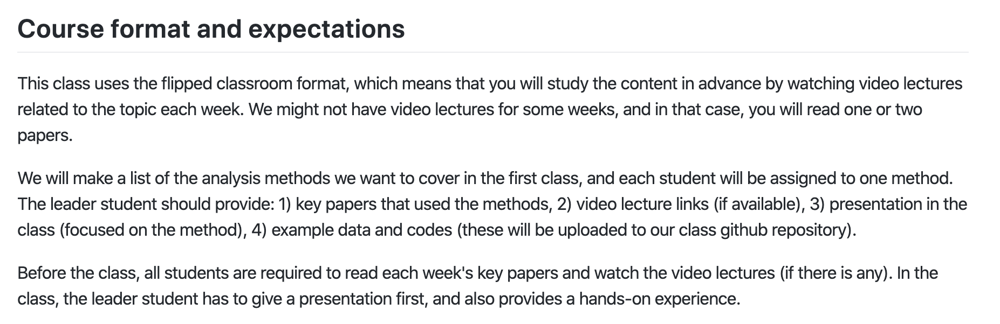 Course format and expectations
This class uses the flipped classroom format, which means that you will study the content in advance by watching video lectures
related to the topic each week. We might not have video lectures for some weeks, and in that case, you will read one or two
papers.
We will make a list of the analysis methods we want to cover in the first class, and each student will be assigned to one method.
The leader student should provide: 1) key papers that used the methods, 2) video lecture links (if available), 3) presentation in the
class (focused on the method), 4) example data and codes (these will be uploaded to our class github repository).
Before the class, all students are required to read each week's key papers and watch the video lectures (if there is any). In the
class, the leader student has to give a presentation first, and also provides a hands-on experience.